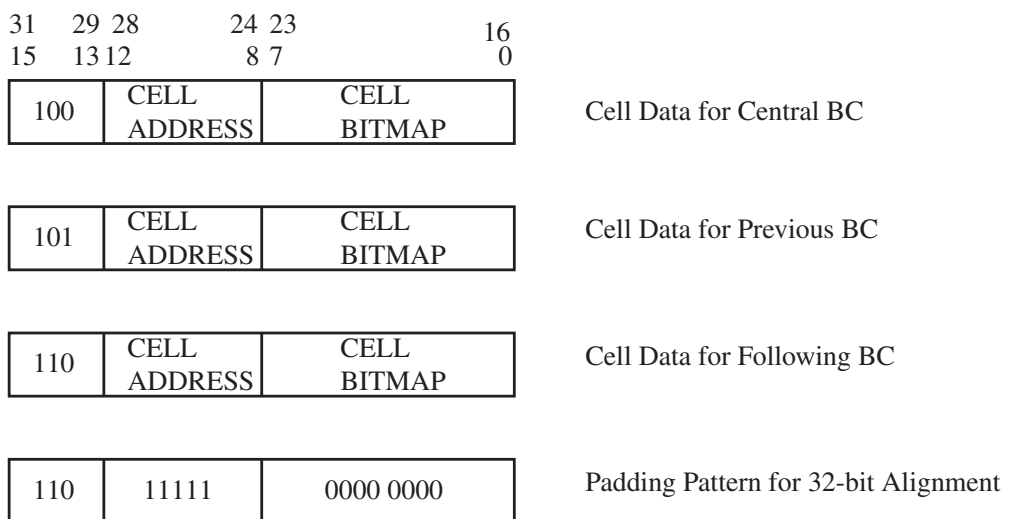 31 29 28 24 23 16
15 13 12 8 7 0
100 CELL ADDRESS CELL BITMAP Cell Data for Central BC
101 CELL ADDRESS CELL BITMAP Cell Data for Previous BC
110 CELL ADDRESS CELL BITMAP Cell Data for Following BC
110 11111 0000 0000 Padding Pattern for 32-bit Alignment